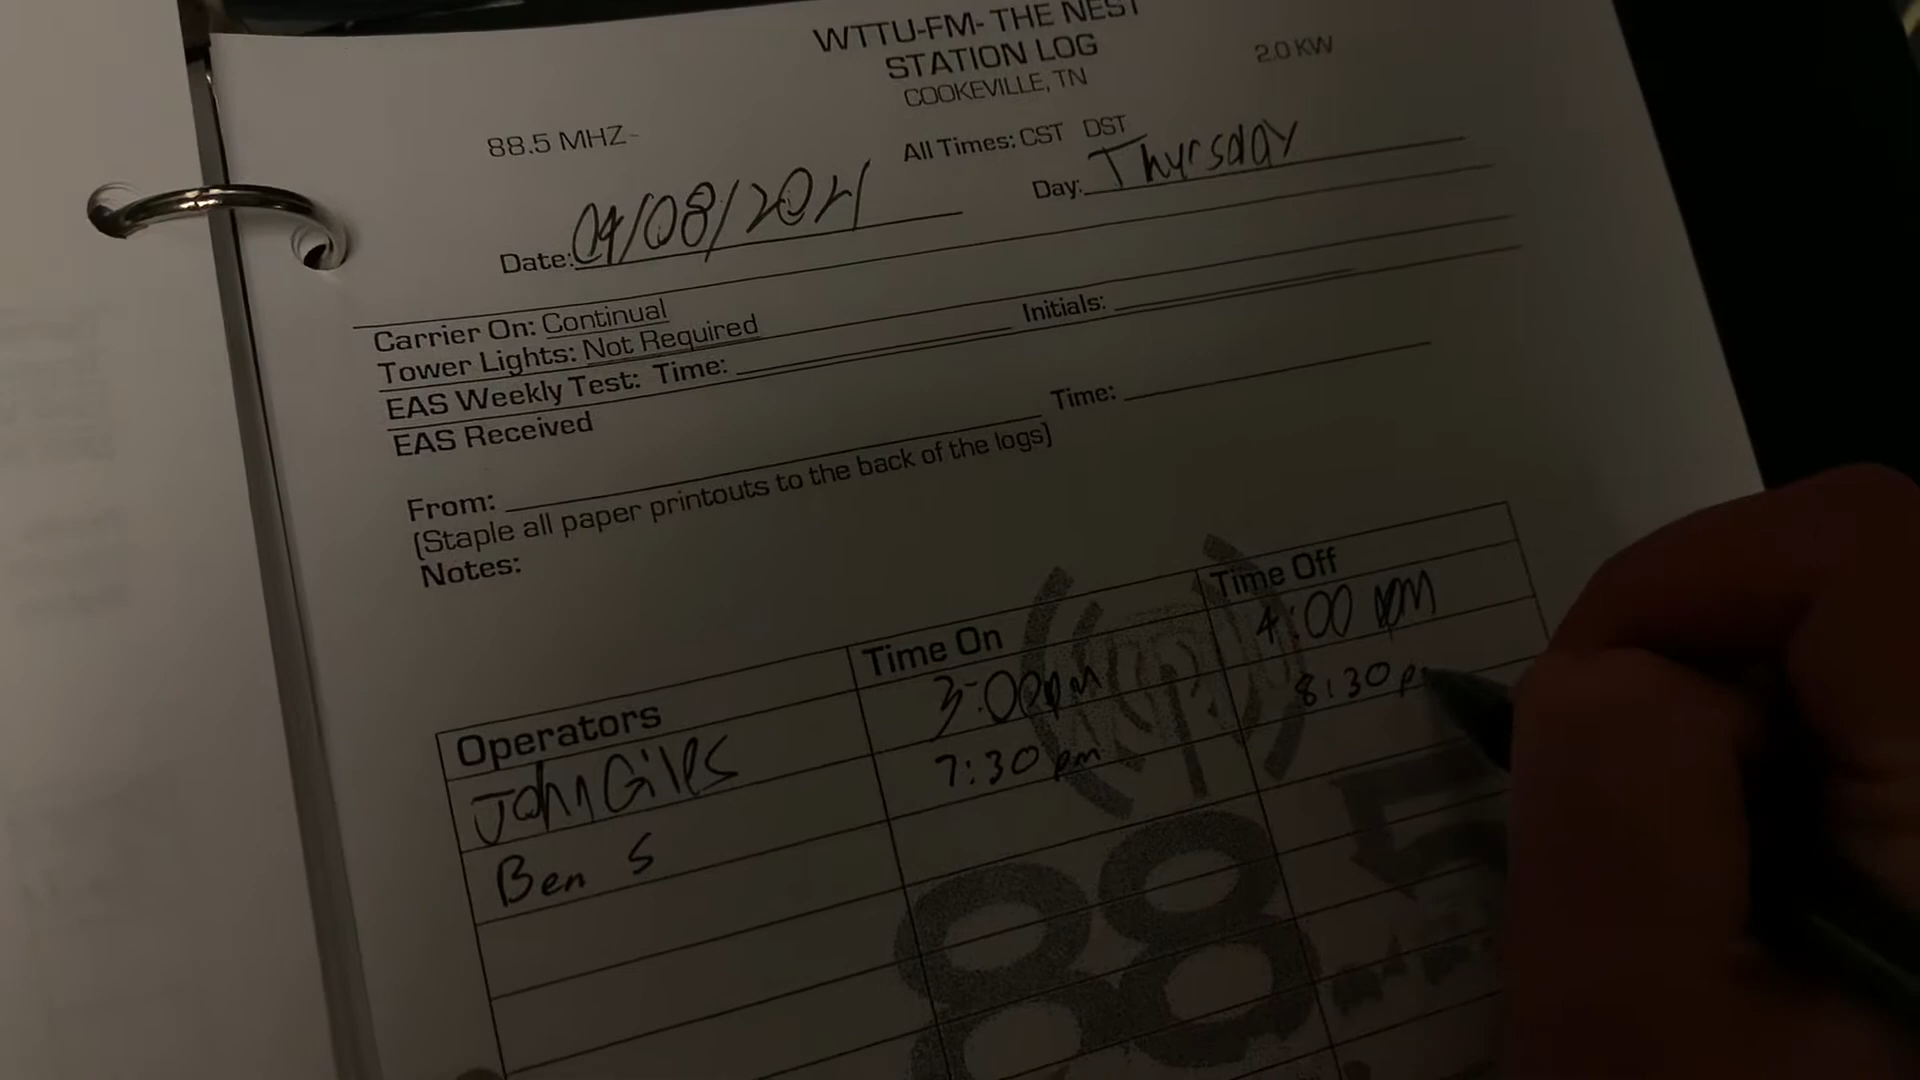 WTTU-FM- THE NEST
STATION LOG
COOKEVILLE, TN
2.0 KW
88.5 MHZ-
All Times: CST DST
Date: 04/08/2021
Day: Thursday
Carrier On: Continual
Tower Lights: Not Required
EAS Weekly Test: Time:
Initials:
EAS Received
From:
Time:
(Staple all paper printouts to the back of the logs)
Notes:
Operators Time On Time Off
John Giles 3:00pm 4:00 pm
Ben S 7:30 pm 8:30 p
88.5